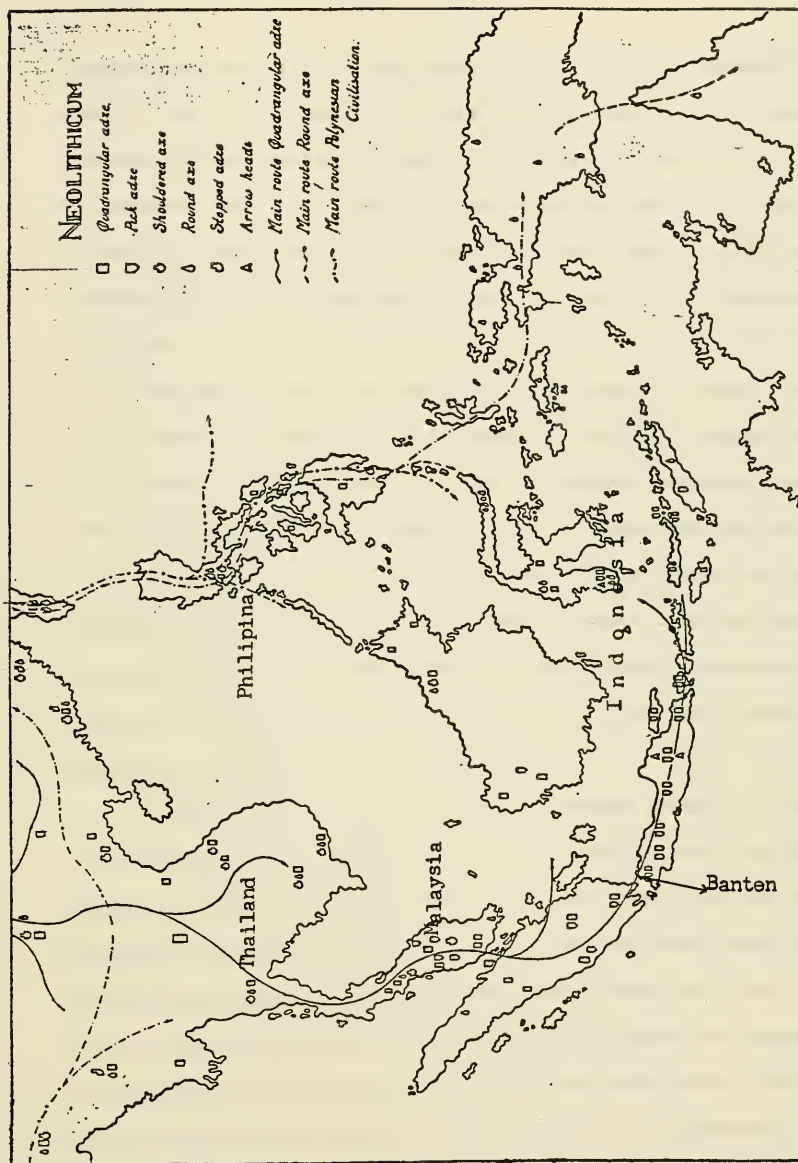 NEOLITHICUM
Quadrangular adze.
Pick adze
Shouldered axe
Round axe
Stepped adze
Arrow heads
Main route Quadrangular adze
Main route Round axe
Main route Polynesian
Civilisation.
Philipina
Thailand
Malaysia
Indonesia
Banten